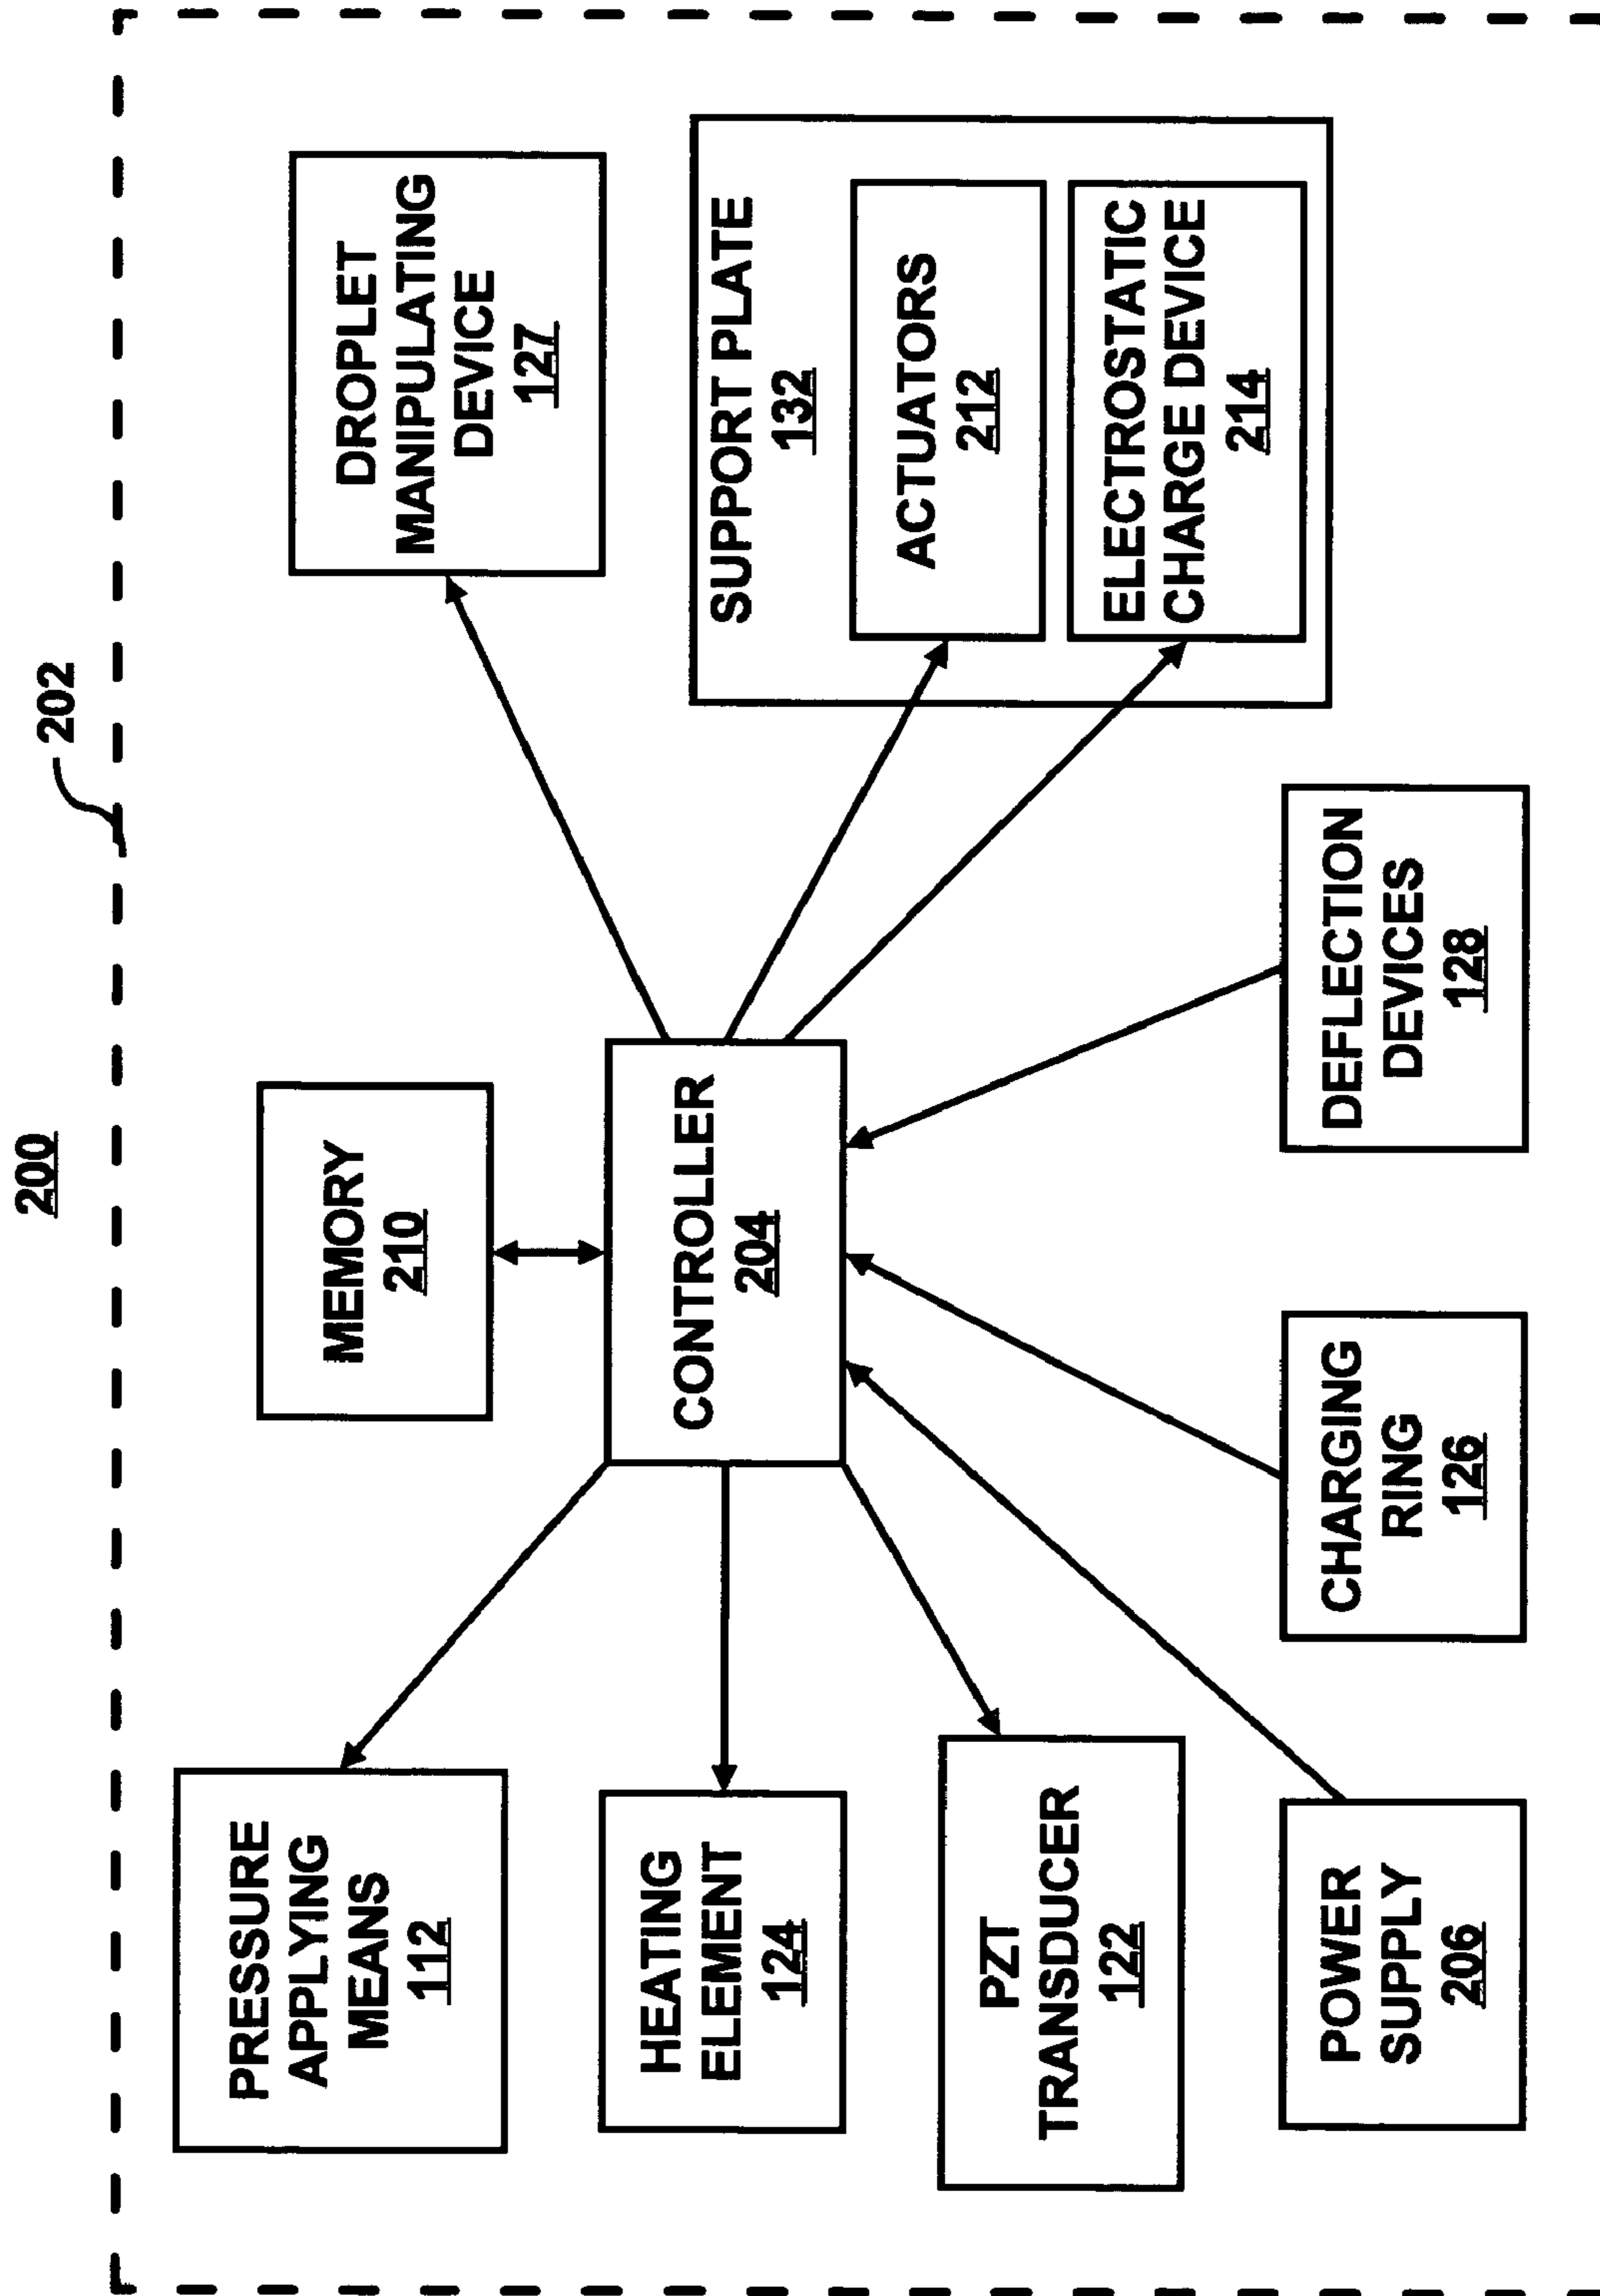 200
202
PRESSURE
APPLYING
MEANS
112
MEMORY
210
DROPLET
MANIPULATING
DEVICE
127
HEATING
ELEMENT
124
CONTROLLER
204
SUPPORT PLATE
132
ACTUATORS
212
ELECTROSTATIC
CHARGE DEVICE
214
PZT
TRANSDUCER
122
POWER
SUPPLY
206
CHARGING
RING
126
DEFLECTION
DEVICES
128